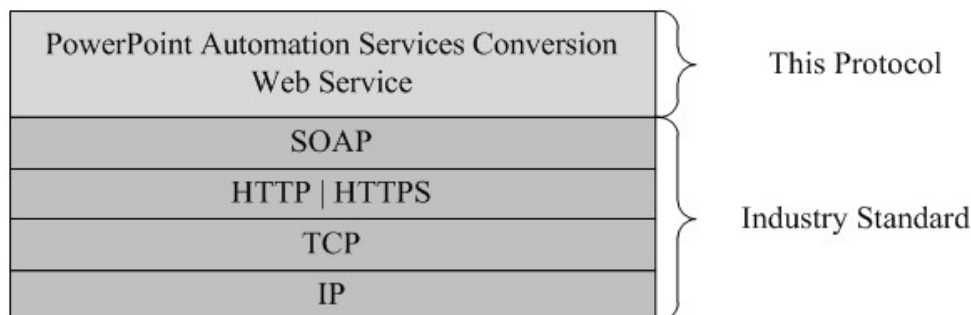 PowerPoint Automation Services Conversion
Web Service
This Protocol
SOAP
HTTP | HTTPS
TCP
IP
Industry Standard